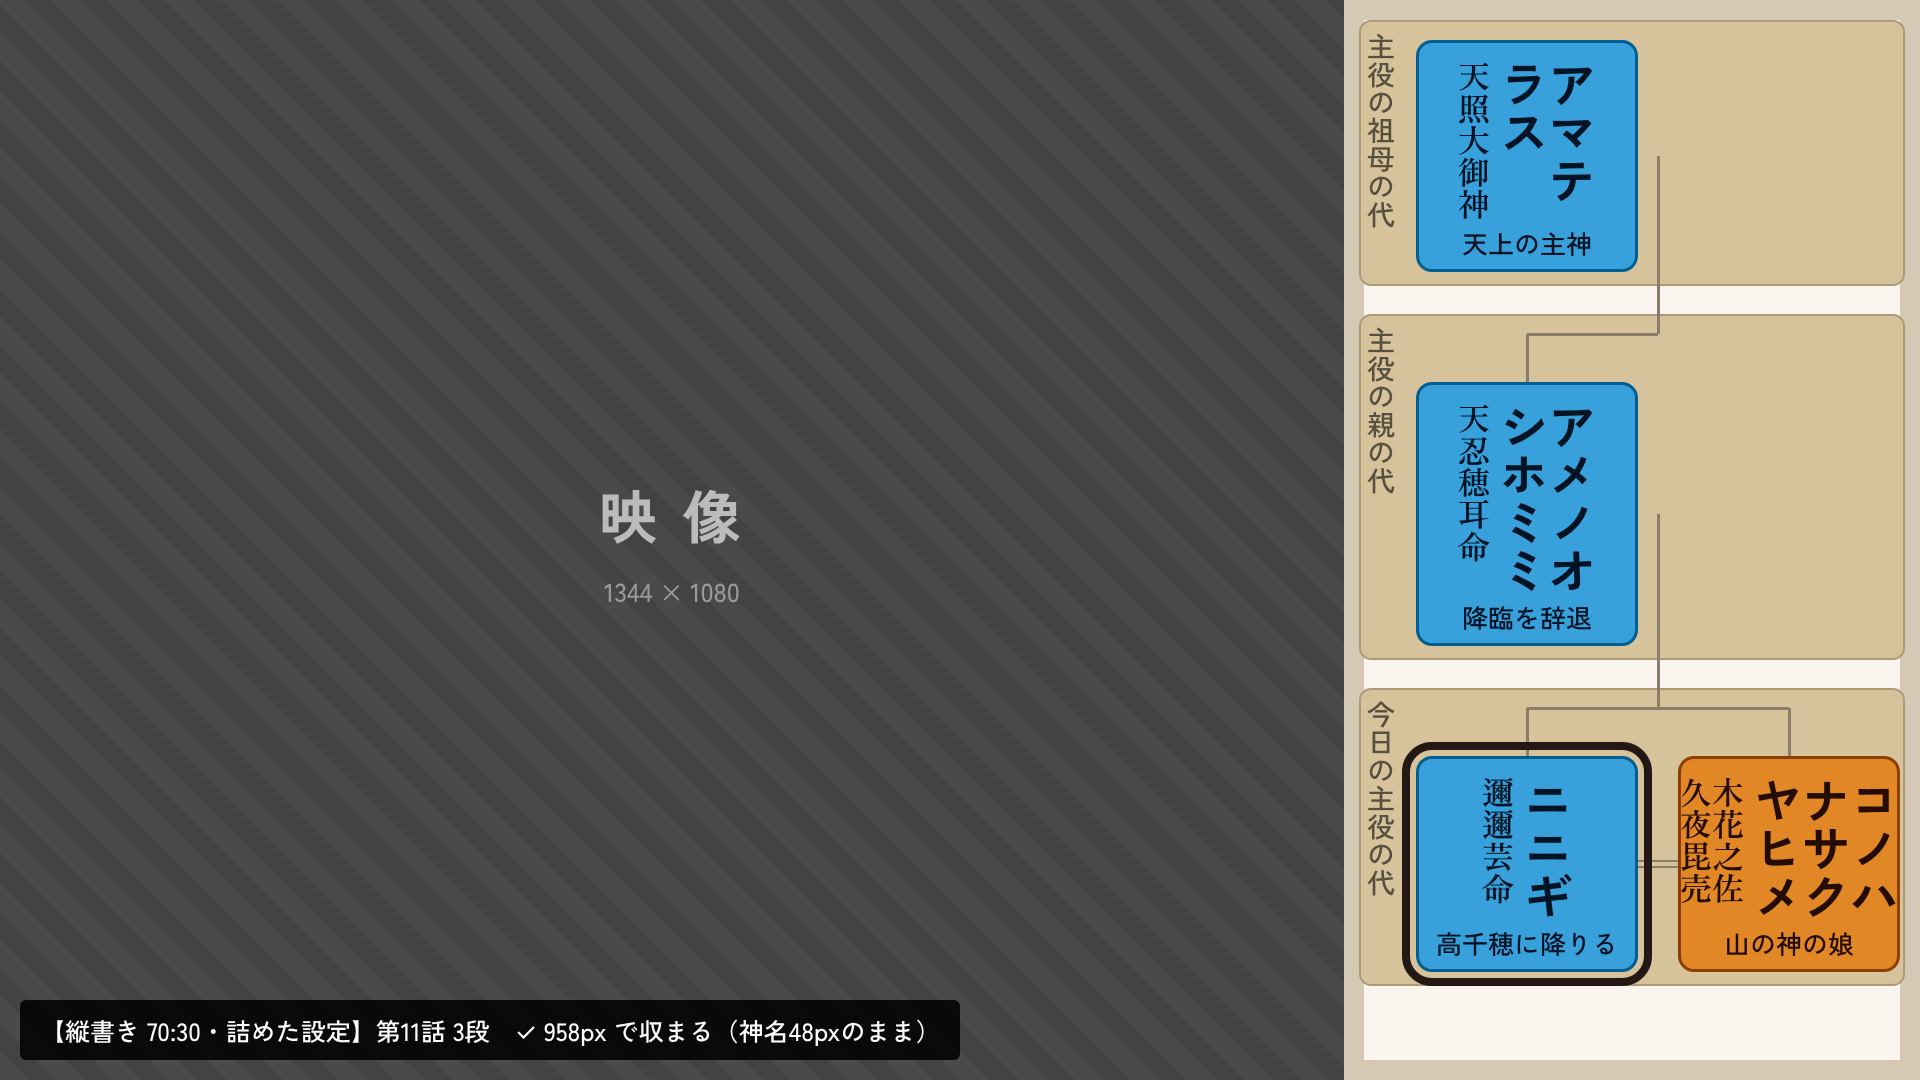 映像
1344 × 1080
【縦書き 70:30・詰めた設定】第11話 3段 ✓ 958px で収まる（神名48pxのまま）
主役の祖母の代
アマテ
ラス
天照大御神
天上の主神
主役の親の代
アメノオ
シホミミ
天忍穂耳命
降臨を辞退
今日の主役の代
ニニギ
邇邇芸命
高千穂に降りる
コノハ
ナサク
ヤヒメ
木花之佐
久夜毘売
山の神の娘